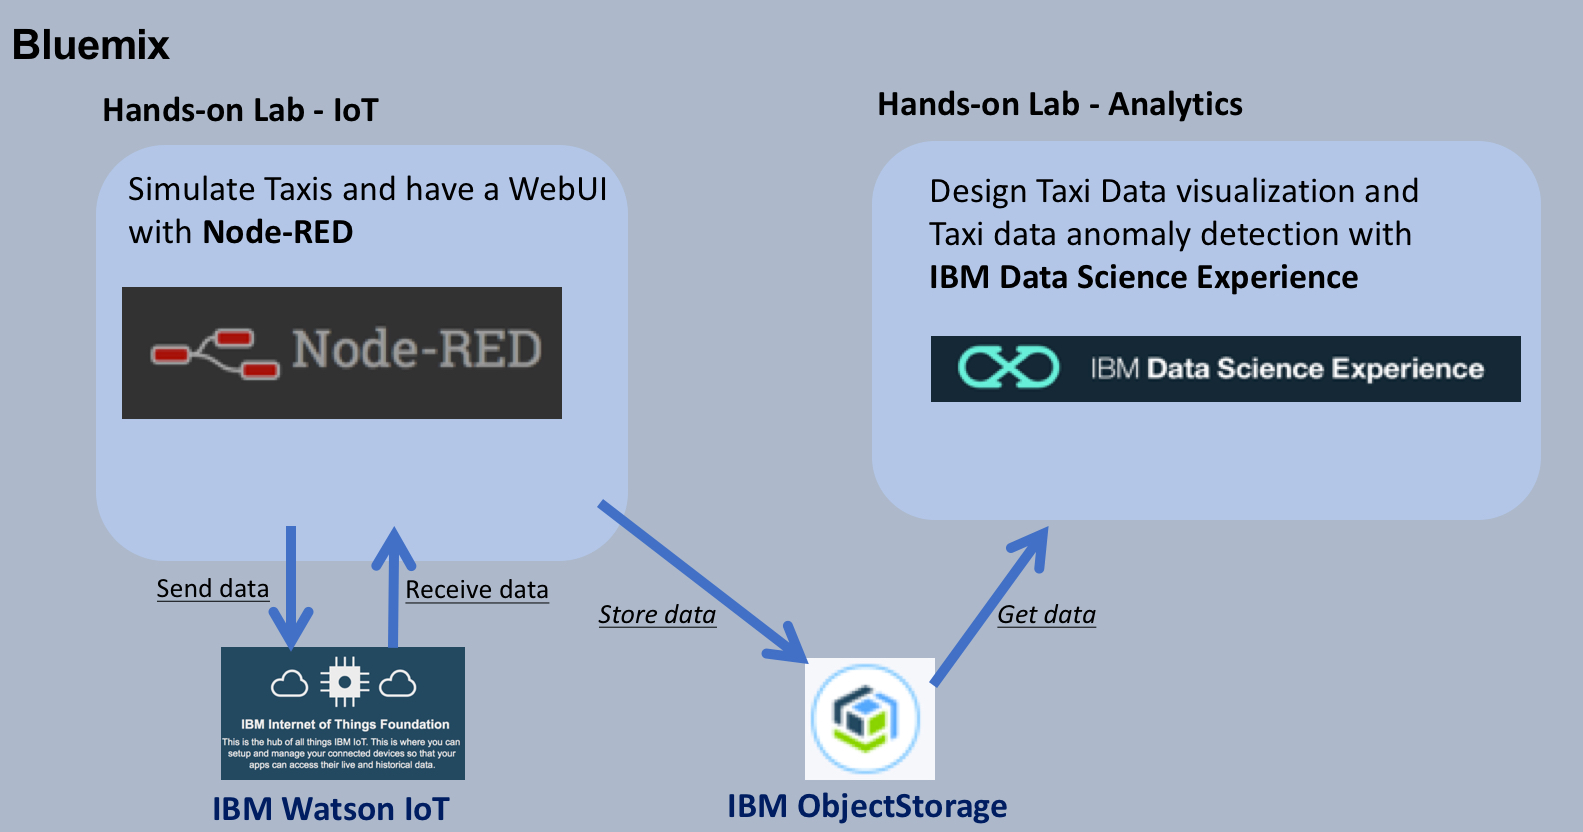 Bluemix
Hands-on Lab - IoT
Simulate Taxis and have a WebUI
with Node-RED
Node-RED
Send data
Receive data
IBM Internet of Things Foundation
This is the hub of all things IBM IoT. This is where you can
setup and manage your connected devices so that your
apps can access their live and historical data.
IBM Watson IoT
Store data
IBM ObjectStorage
Get data
Hands-on Lab - Analytics
Design Taxi Data visualization and
Taxi data anomaly detection with
IBM Data Science Experience
IBM Data Science Experience